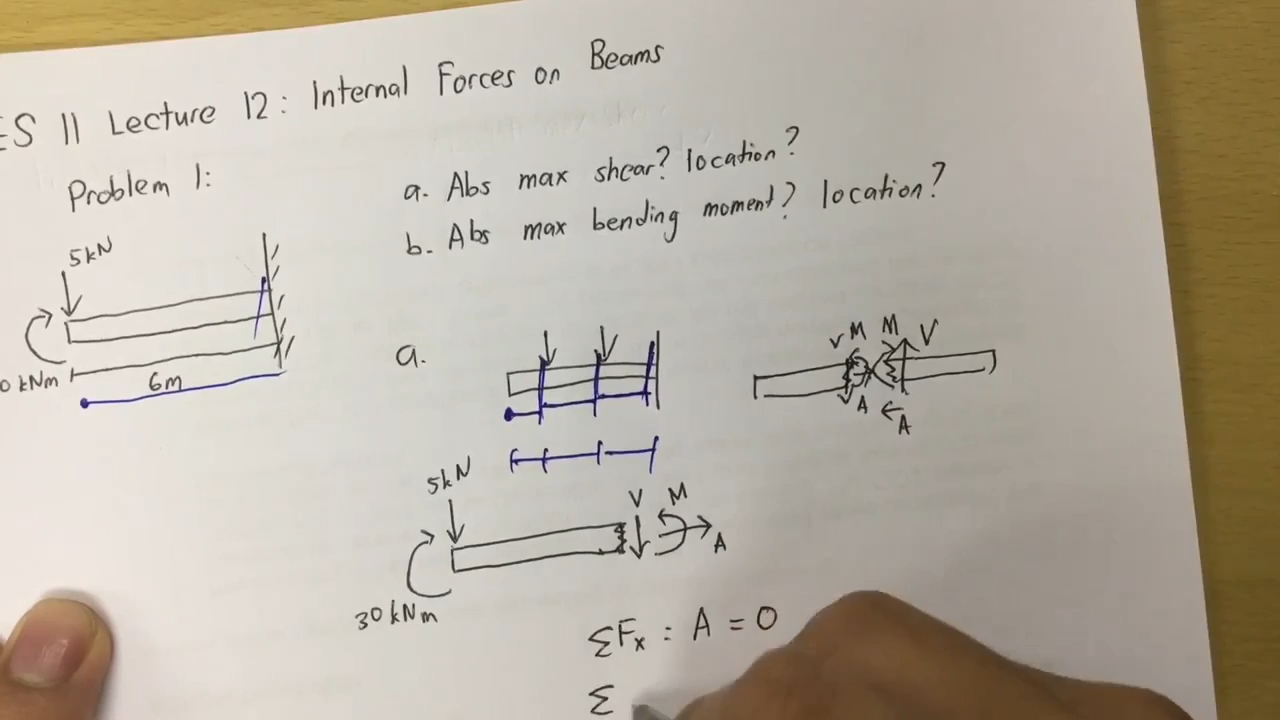 ES 11 Lecture 12: Internal Forces on Beams
Problem 1:
a. Abs max shear? location?
b. Abs max bending moment? location?
5kN
0 kNm
6m
a.
V M M V
A A
5kN
V M
A
30 kNm
ΣFx : A = 0
Σ